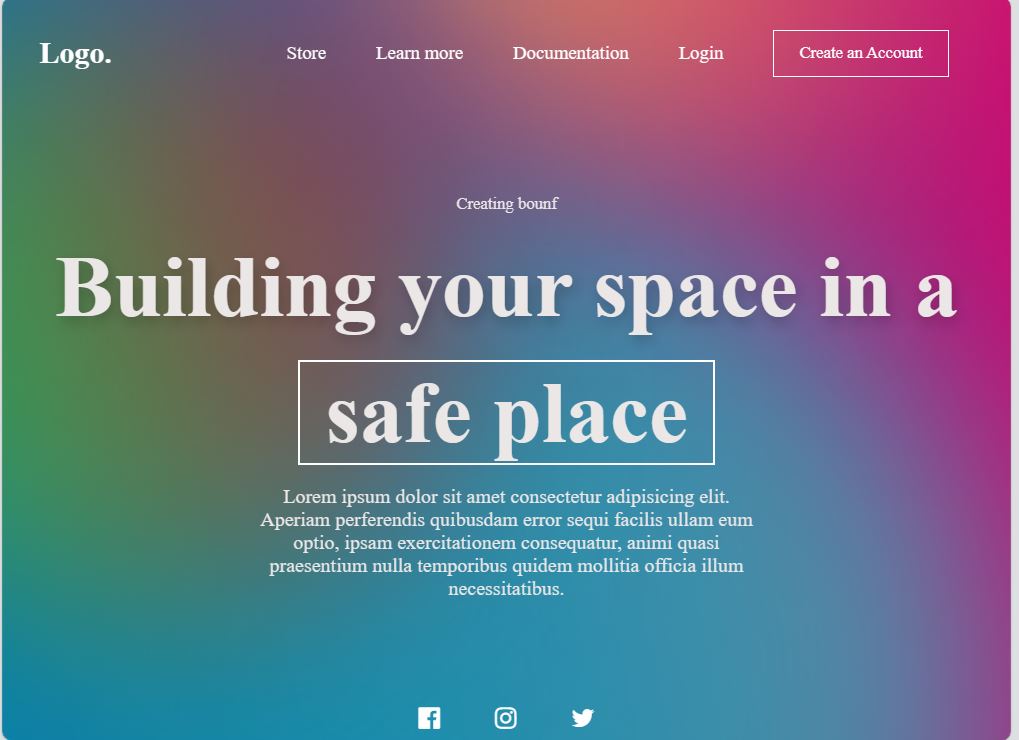 Logo.
Store
Learn more
Documentation
Login
Create an Account
Creating bounf
Building your space in a
safe place
Lorem ipsum dolor sit amet consectetur adipisicing elit.
Aperiam perferendis quibusdam error sequi facilis ullam eum
optio, ipsam exercitationem consequatur, animi quasi
praesentium nulla temporibus quidem mollitia officia illum
necessitatibus.